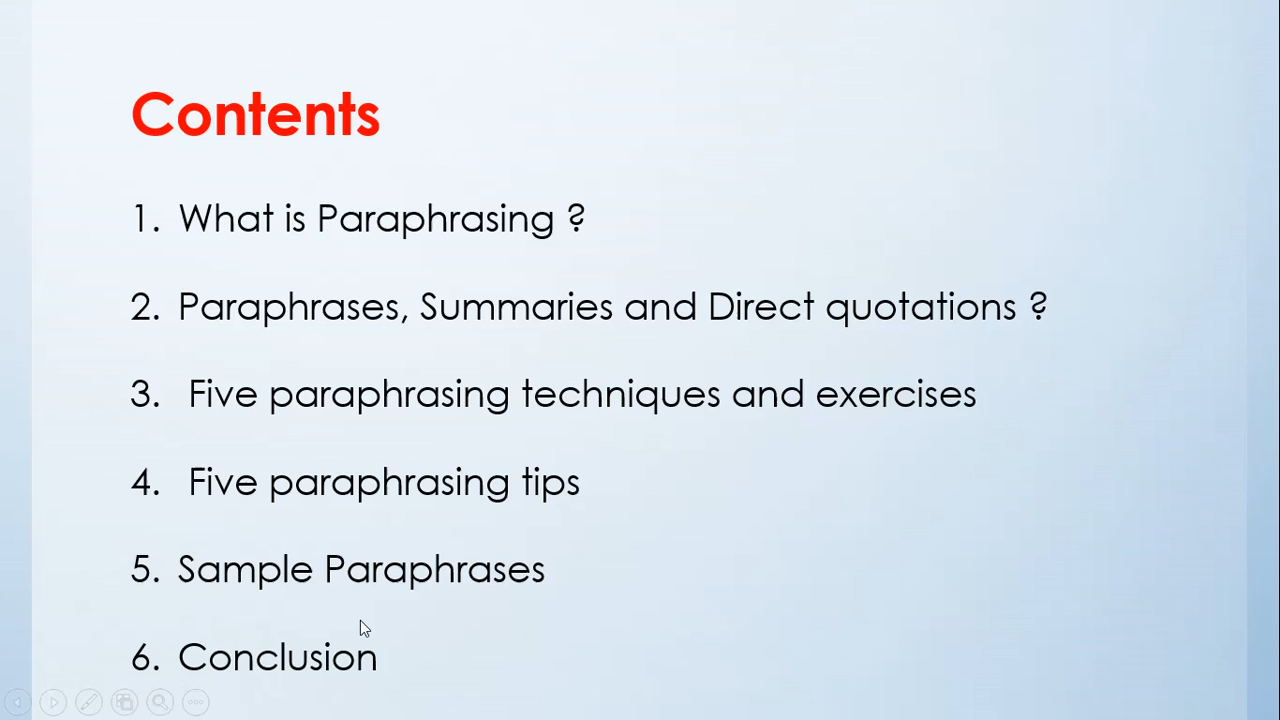 Contents
1. What is Paraphrasing ?
2. Paraphrases, Summaries and Direct quotations ?
3. Five paraphrasing techniques and exercises
4. Five paraphrasing tips
5. Sample Paraphrases
6. Conclusion